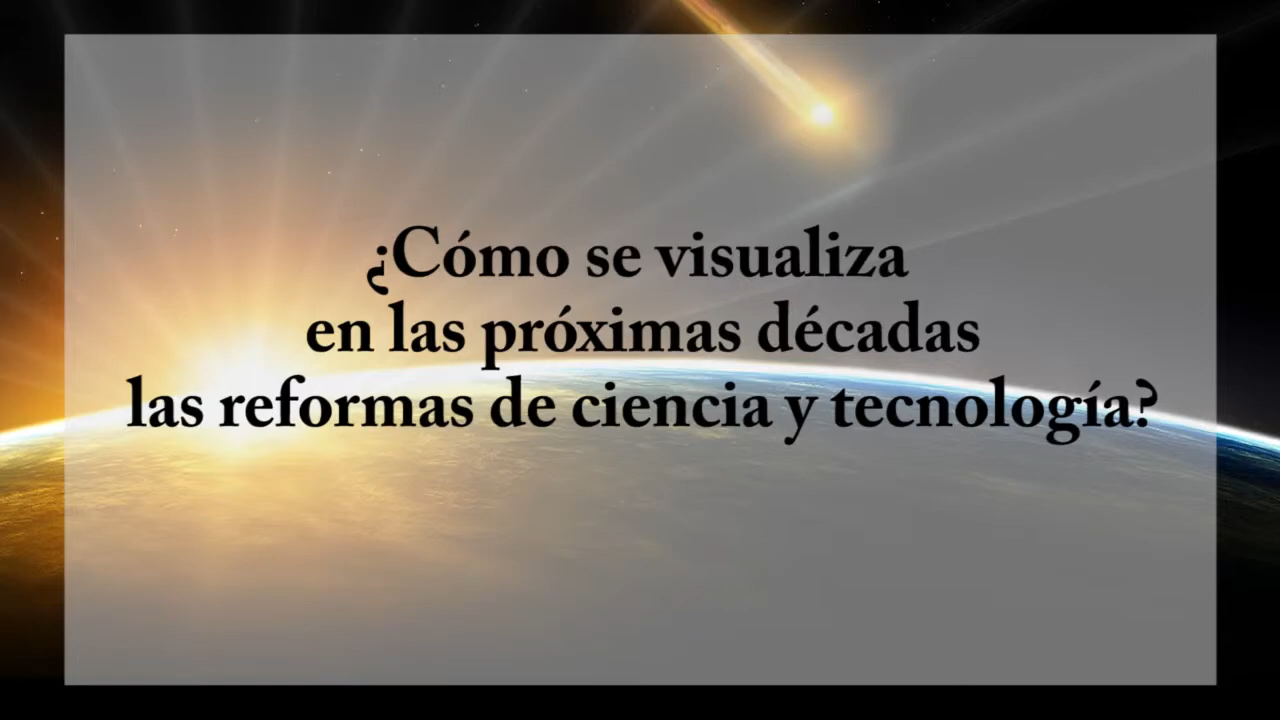 ¿Cómo se visualiza
en las próximas décadas
las reformas de ciencia y tecnología?